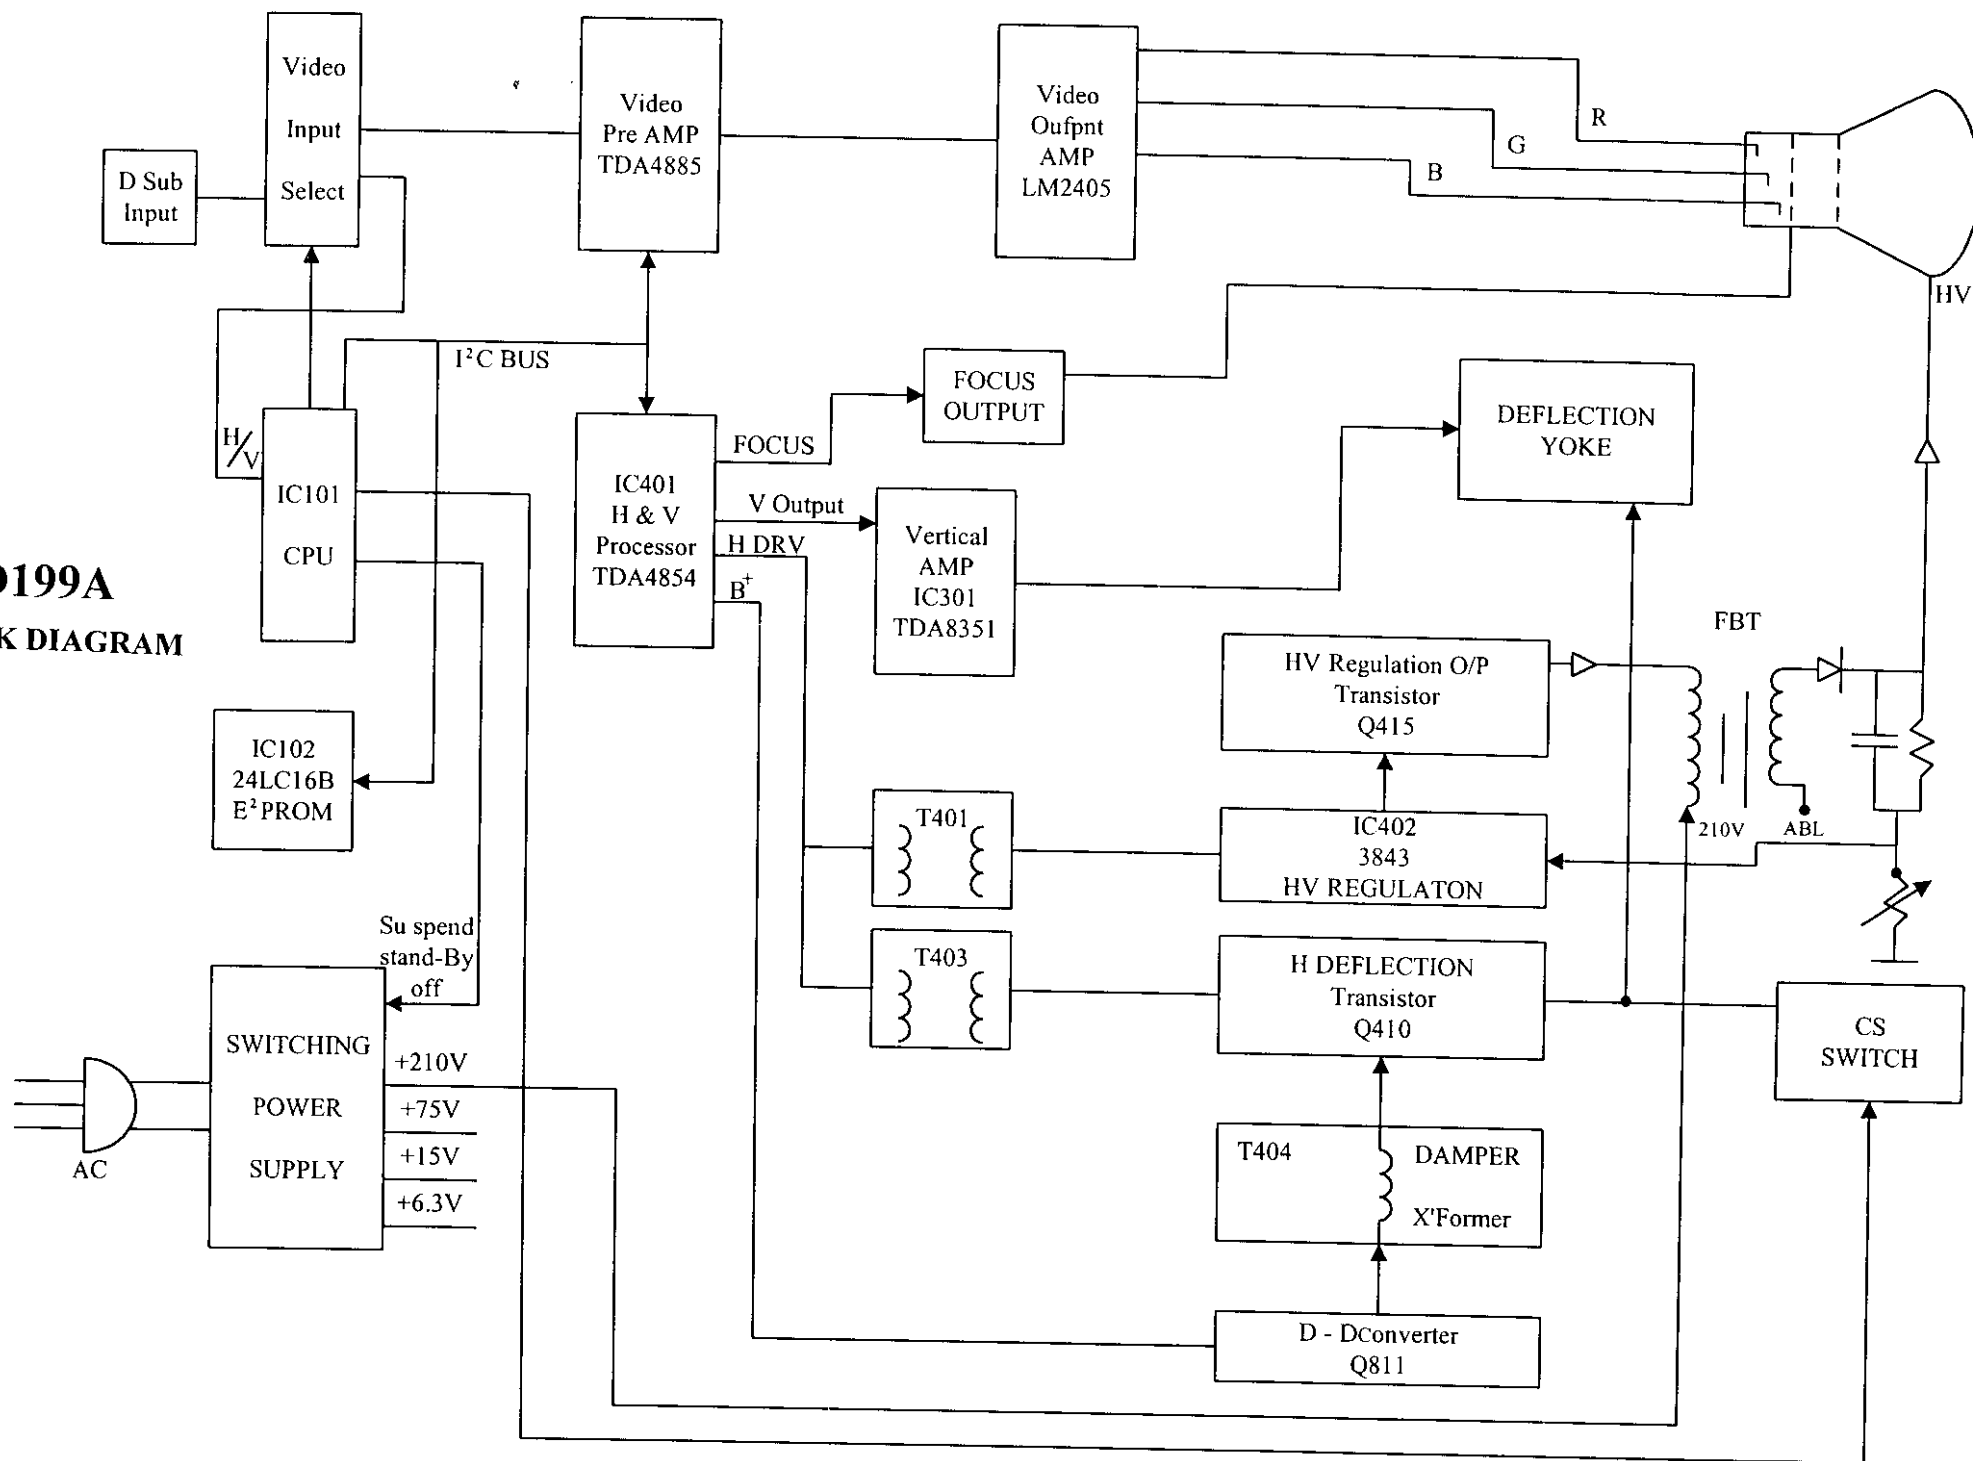 Video
Input
Select
D Sub
Input
Video
Pre AMP
TDA4885
Video
Oufpnt
AMP
LM2405
R
G
B
HV
I²C BUS
H/V
IC101
CPU
FOCUS
OUTPUT
DEFLECTION
YOKE
IC401
H & V
Processor
TDA4854
FOCUS
V Output
H DRV
B+
Vertical
AMP
IC301
TDA8351
199A
K DIAGRAM
IC102
24LC16B
E²PROM
HV Regulation O/P
Transistor
Q415
FBT
210V
ABL
T401
IC402
3843
HV REGULATON
T403
H DEFLECTION
Transistor
Q410
CS
SWITCH
Su spend
stand-By
off
SWITCHING
POWER
SUPPLY
+210V
+75V
+15V
+6.3V
AC
T404
DAMPER
X'Former
D - DConverter
Q811